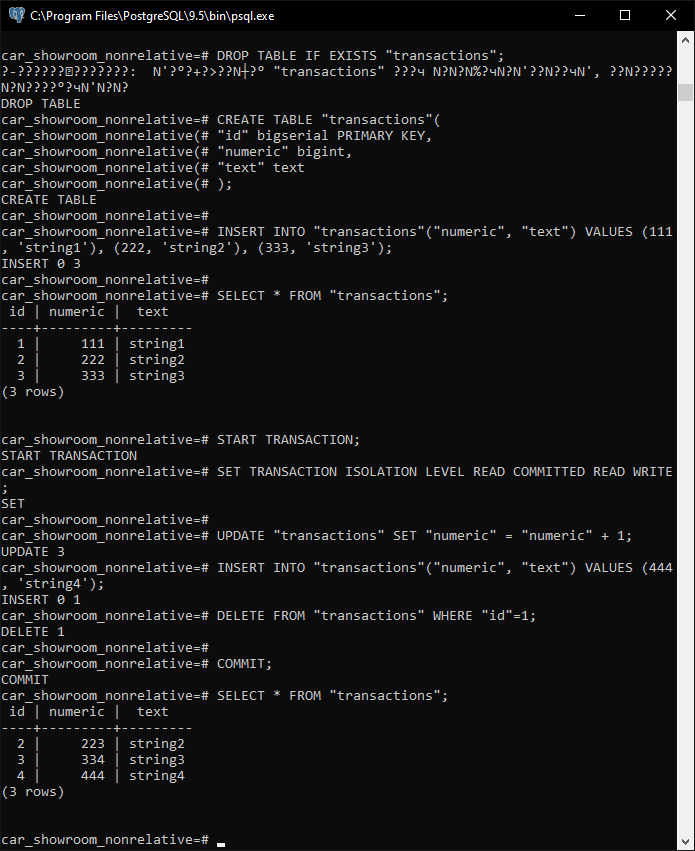 C:\Program Files\PostgreSQL\9.5\bin\psql.exe
car_showroom_nonrelative=# DROP TABLE IF EXISTS "transactions";
?-??????⍰???????:  N'?°?+?>??N┼?° "transactions" ???ч N?N?N%?чN?N'??N??чN', ??N?????
N?N????°?чN'N?N?
DROP TABLE
car_showroom_nonrelative=# CREATE TABLE "transactions"(
car_showroom_nonrelative(# "id" bigserial PRIMARY KEY,
car_showroom_nonrelative(# "numeric" bigint,
car_showroom_nonrelative(# "text" text
car_showroom_nonrelative(# );
CREATE TABLE
car_showroom_nonrelative=#
car_showroom_nonrelative=# INSERT INTO "transactions"("numeric", "text") VALUES (111
, 'string1'), (222, 'string2'), (333, 'string3');
INSERT 0 3
car_showroom_nonrelative=#
car_showroom_nonrelative=# SELECT * FROM "transactions";
 id | numeric |  text
----+---------+---------
  1 |     111 | string1
  2 |     222 | string2
  3 |     333 | string3
(3 rows)
car_showroom_nonrelative=# START TRANSACTION;
START TRANSACTION
car_showroom_nonrelative=# SET TRANSACTION ISOLATION LEVEL READ COMMITTED READ WRITE
;
SET
car_showroom_nonrelative=#
car_showroom_nonrelative=# UPDATE "transactions" SET "numeric" = "numeric" + 1;
UPDATE 3
car_showroom_nonrelative=# INSERT INTO "transactions"("numeric", "text") VALUES (444
, 'string4');
INSERT 0 1
car_showroom_nonrelative=# DELETE FROM "transactions" WHERE "id"=1;
DELETE 1
car_showroom_nonrelative=#
car_showroom_nonrelative=# COMMIT;
COMMIT
car_showroom_nonrelative=# SELECT * FROM "transactions";
 id | numeric |  text
----+---------+---------
  2 |     223 | string2
  3 |     334 | string3
  4 |     444 | string4
(3 rows)
car_showroom_nonrelative=#